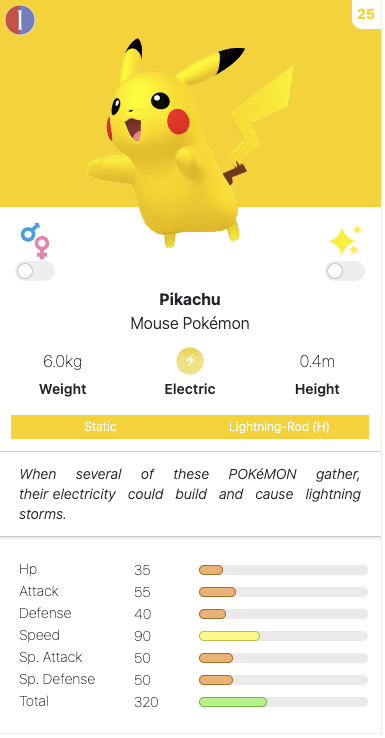 I
25
Pikachu
Mouse Pokémon
6.0kg
0.4m
Weight
Electric
Height
Static
Lightning-Rod (H)
When several of these POKéMON gather,
their electricity could build and cause lightning
storms.
Hp 35
Attack 55
Defense 40
Speed 90
Sp. Attack 50
Sp. Defense 50
Total 320